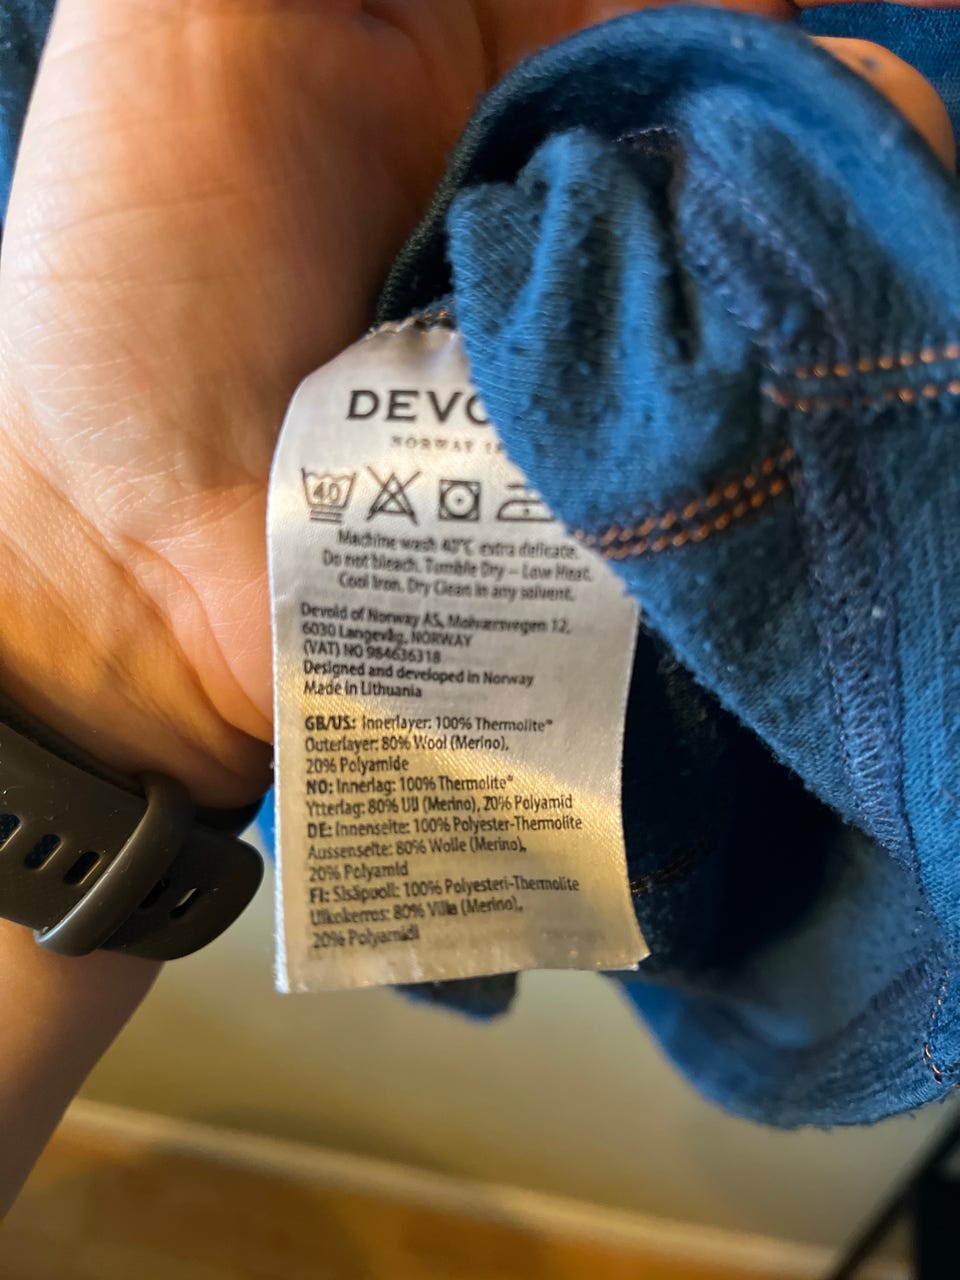 DEVO
NORWAY
40
Machine wash 40°C extra delicate.
Do not bleach. Tumble Dry – Low Heat.
Cool Iron. Dry Clean in any solvent.
Devold of Norway AS, Molværsvegen 12,
6030 Langevåg, NORWAY
(VAT) NO 984636318
Designed and developed in Norway
Made in Lithuania
GB/US: Innerlayer: 100% Thermolite®
Outerlayer: 80% Wool (Merino),
20% Polyamide
NO: Innerlag: 100% Thermolite®
Ytterlag: 80% Ull (Merino), 20% Polyamid
DE: Innenseite: 100% Polyester-Thermolite
Aussenseite: 80% Wolle (Merino),
20% Polyamid
FI: Sisäpuoli: 100% Polyesteri-Thermolite
Ulkokerros: 80% Villa (Merino),
20% Polyamidi